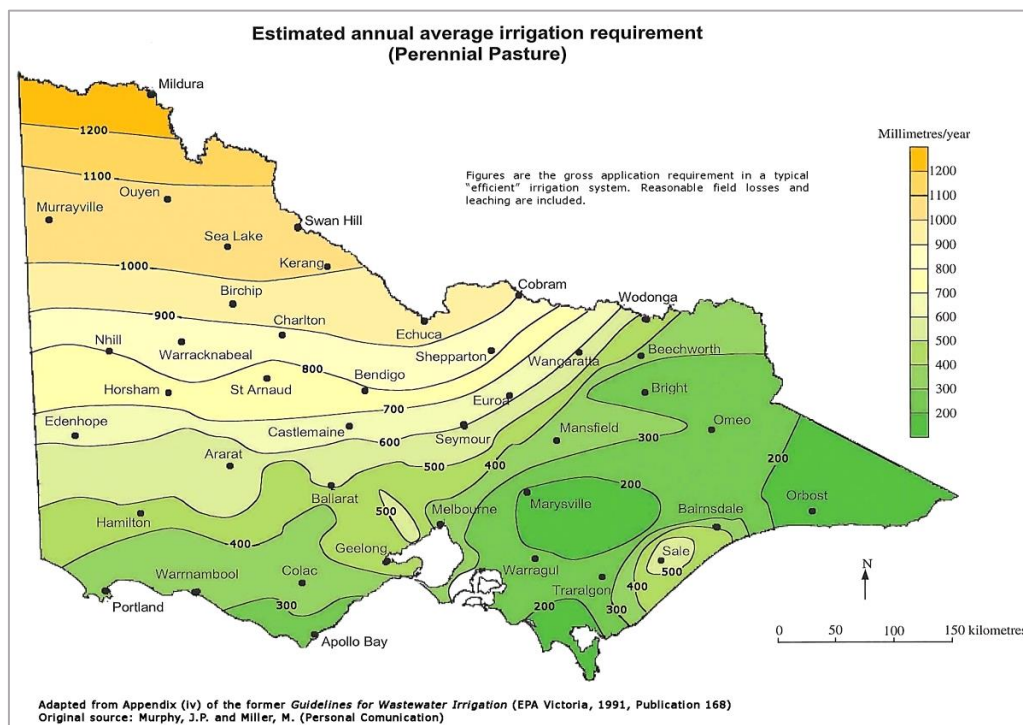 Estimated annual average irrigation requirement
(Perennial Pasture)
Mildura
1200
Millimetres/year
1200
1100
1000
900
800
700
600
500
400
300
200
Figures are the gross application requirement in a typical
"efficient" irrigation system. Reasonable field losses and
leaching are included.
1100
Ouyen
Murrayville
Swan Hill
Sea Lake
Kerang
1000
Birchip
Cobram
Wodonga
900
Charlton
Echuca
Nhill
Warracknabeal
Shepparton
Wangaratta
Beechworth
800
Bendigo
Horsham
St Arnaud
Euroa
Bright
700
Edenhope
Castlemaine
600
Seymour
Mansfield
300
Omeo
Ararat
500
400
200
Ballarat
200
Hamilton
500
Melbourne
Marysville
Bairnsdale
Orbost
400
Geelong
Sale
Warragul
500
Warrnambool
Colac
Traralgon
400
Portland
300
200
300
200
Apollo Bay
N
0 50 100 150 kilometres
Adapted from Appendix (iv) of the former Guidelines for Wastewater Irrigation (EPA Victoria, 1991, Publication 168)
Original source: Murphy, J.P. and Miller, M. (Personal Comunication)